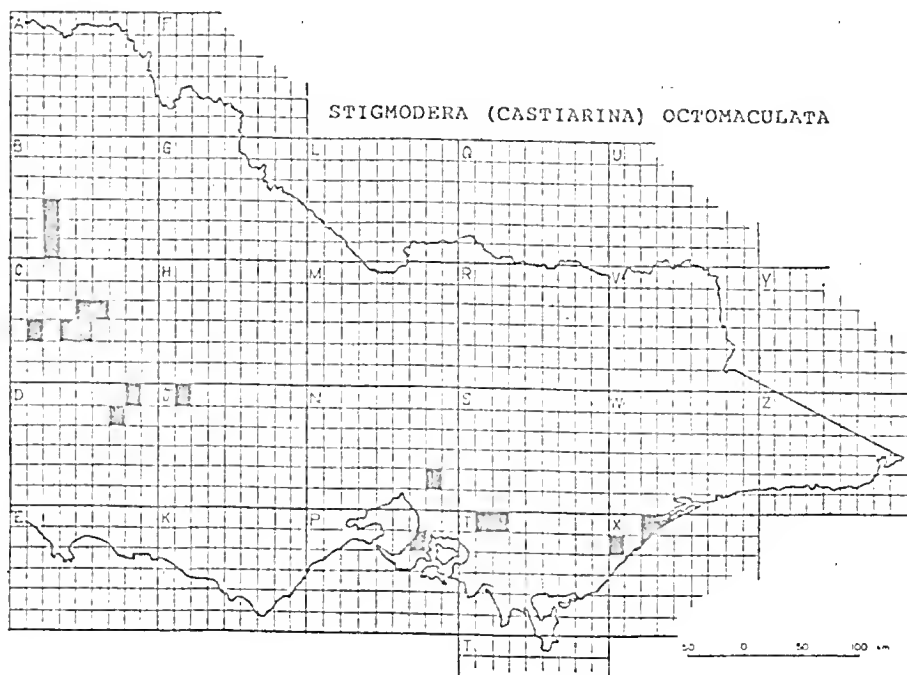 A F
STIGMODERA (CASTIARINA) OCTOMACULATA
B G L Q U
C H M R V Y
D J N S W Z
E K P T X
T
50 0 50 100 km